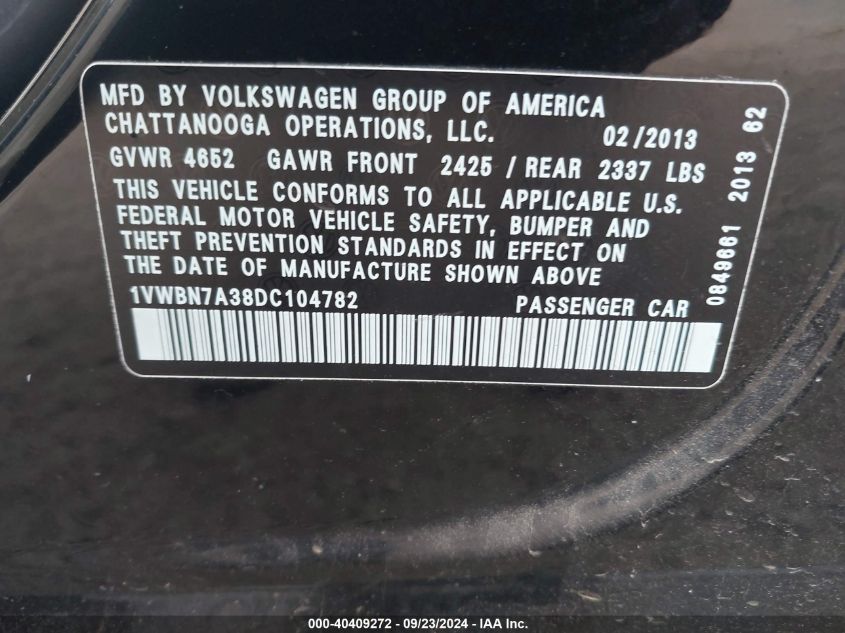 MFD BY VOLKSWAGEN GROUP OF AMERICA
CHATTANOOGA OPERATIONS, LLC. 02/2013
GVWR 4652 GAWR FRONT 2425 / REAR 2337 LBS
THIS VEHICLE CONFORMS TO ALL APPLICABLE U.S.
FEDERAL MOTOR VEHICLE SAFETY, BUMPER AND
THEFT PREVENTION STANDARDS IN EFFECT ON
THE DATE OF MANUFACTURE SHOWN ABOVE
1VWBN7A38DC104782 PASSENGER CAR
0849661 2013 62
000-40409272 - 09/23/2024 - IAA Inc.